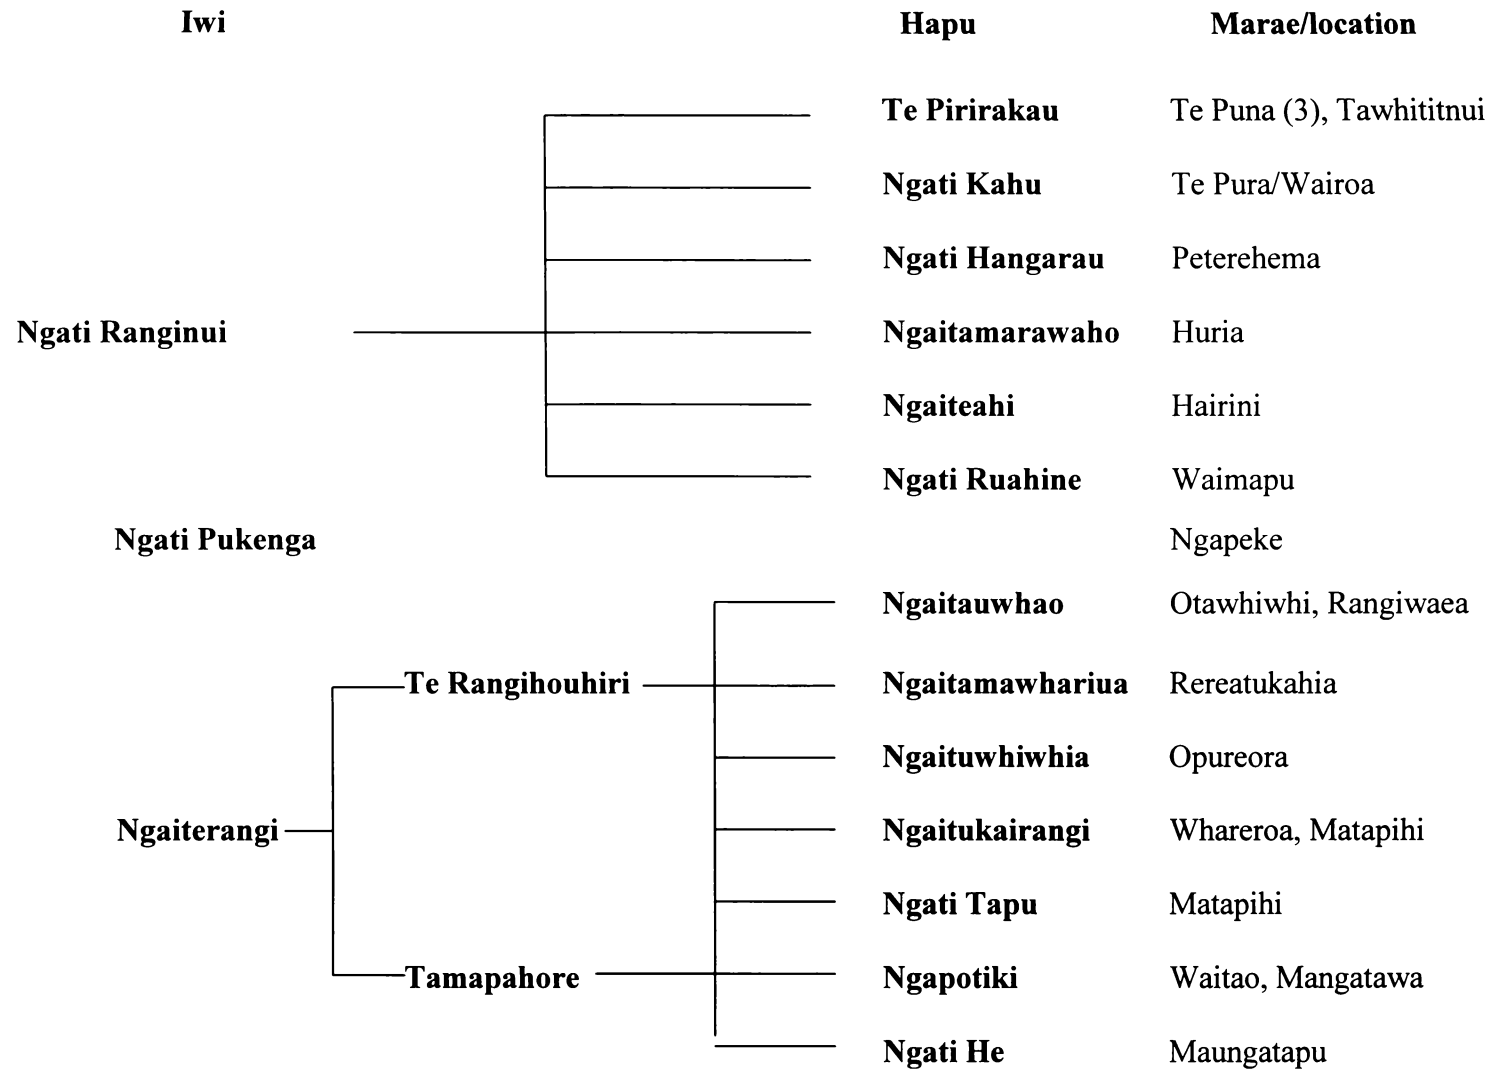 Iwi Hapu Marae/location
Te Pirirakau Te Puna (3), Tawhititnui
Ngati Kahu Te Pura/Wairoa
Ngati Hangarau Peterehema
Ngati Ranginui Ngaitamarawaho Huria
Ngaiteahi Hairini
Ngati Ruahine Waimapu
Ngati Pukenga Ngapeke
Ngaitauwhao Otawhiwhi, Rangiwaea
Te Rangihouhiri Ngaitamawhariua Rereatukahia
Ngaituwhiwhia Opureora
Ngaiterangi Ngaitukairangi Whareroa, Matapihi
Ngati Tapu Matapihi
Tamapahore Ngapotiki Waitao, Mangatawa
Ngati He Maungatapu